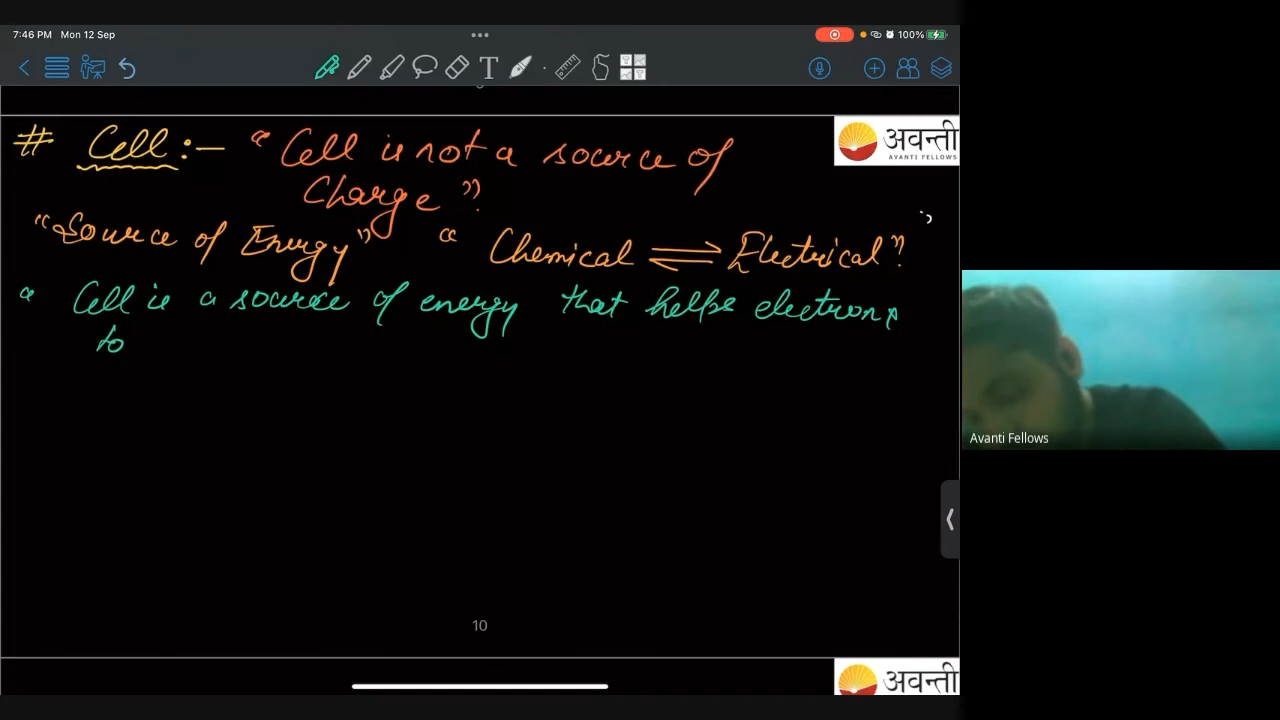 7:46 PM Mon 12 Sep
100%
# Cell :- "Cell is not a source of
Charge"
अवन्ती
AVANTI FELLOWS
"Source of Energy" " Chemical ⇌ Electrical"
" Cell is a source of energy that helps electrons
to
Avanti Fellows
10
अवन्ती